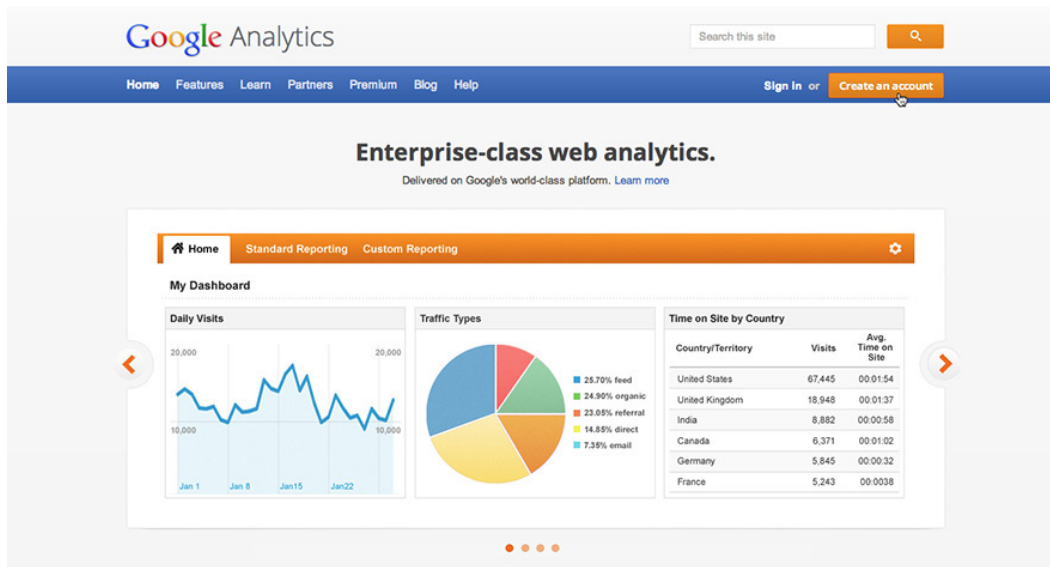 Google Analytics
Search this site
Home Features Learn Partners Premium Blog Help
Sign in or Create an account
Enterprise-class web analytics.
Delivered on Google's world-class platform. Learn more
Home Standard Reporting Custom Reporting
My Dashboard
Daily Visits
20,000 20,000
10,000 10,000
Jan 1 Jan 8 Jan15 Jan22
Traffic Types
25.70% feed
24.90% organic
23.05% referral
14.85% direct
7.35% email
Time on Site by Country
Country/Territory Visits Avg. Time on Site
United States 67,445 00:01:54
United Kingdom 18,948 00:01:37
India 8,882 00:00:58
Canada 6,371 00:01:02
Germany 5,845 00:00:32
France 5,243 00:0038